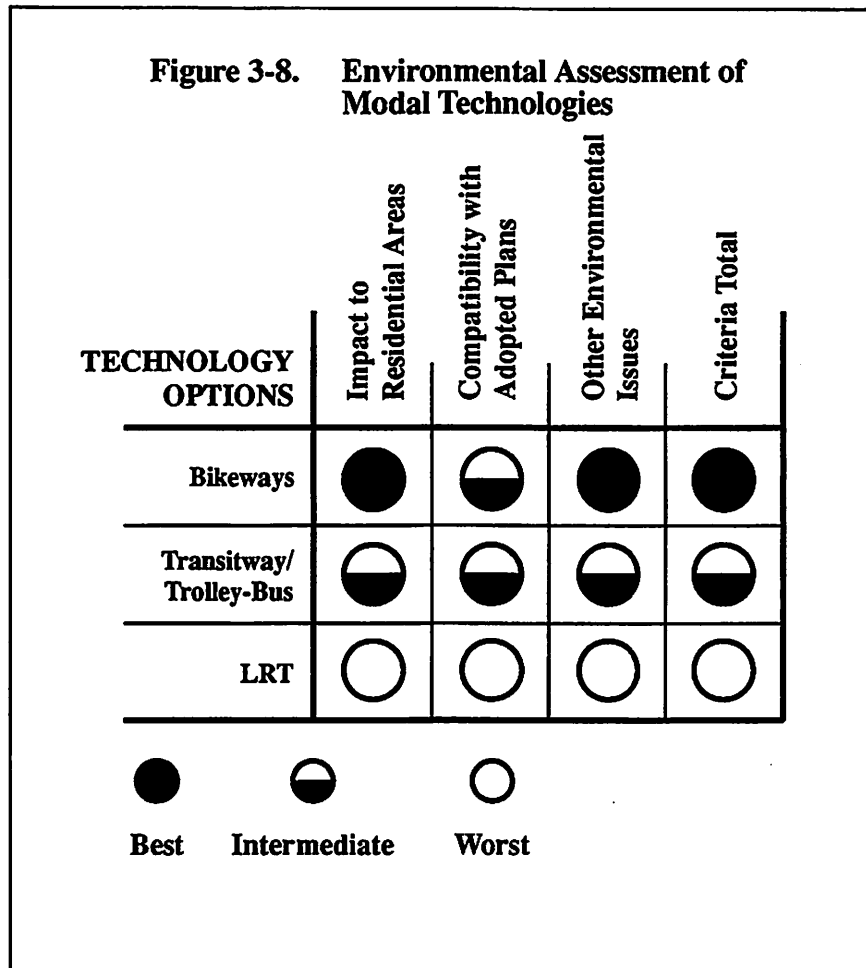 Figure 3-8. Environmental Assessment of
Modal Technologies
TECHNOLOGY
OPTIONS
Impact to
Residential Areas
Compatibility with
Adopted Plans
Other Environmental
Issues
Criteria Total
Bikeways
Transitway/
Trolley-Bus
LRT
Best Intermediate Worst